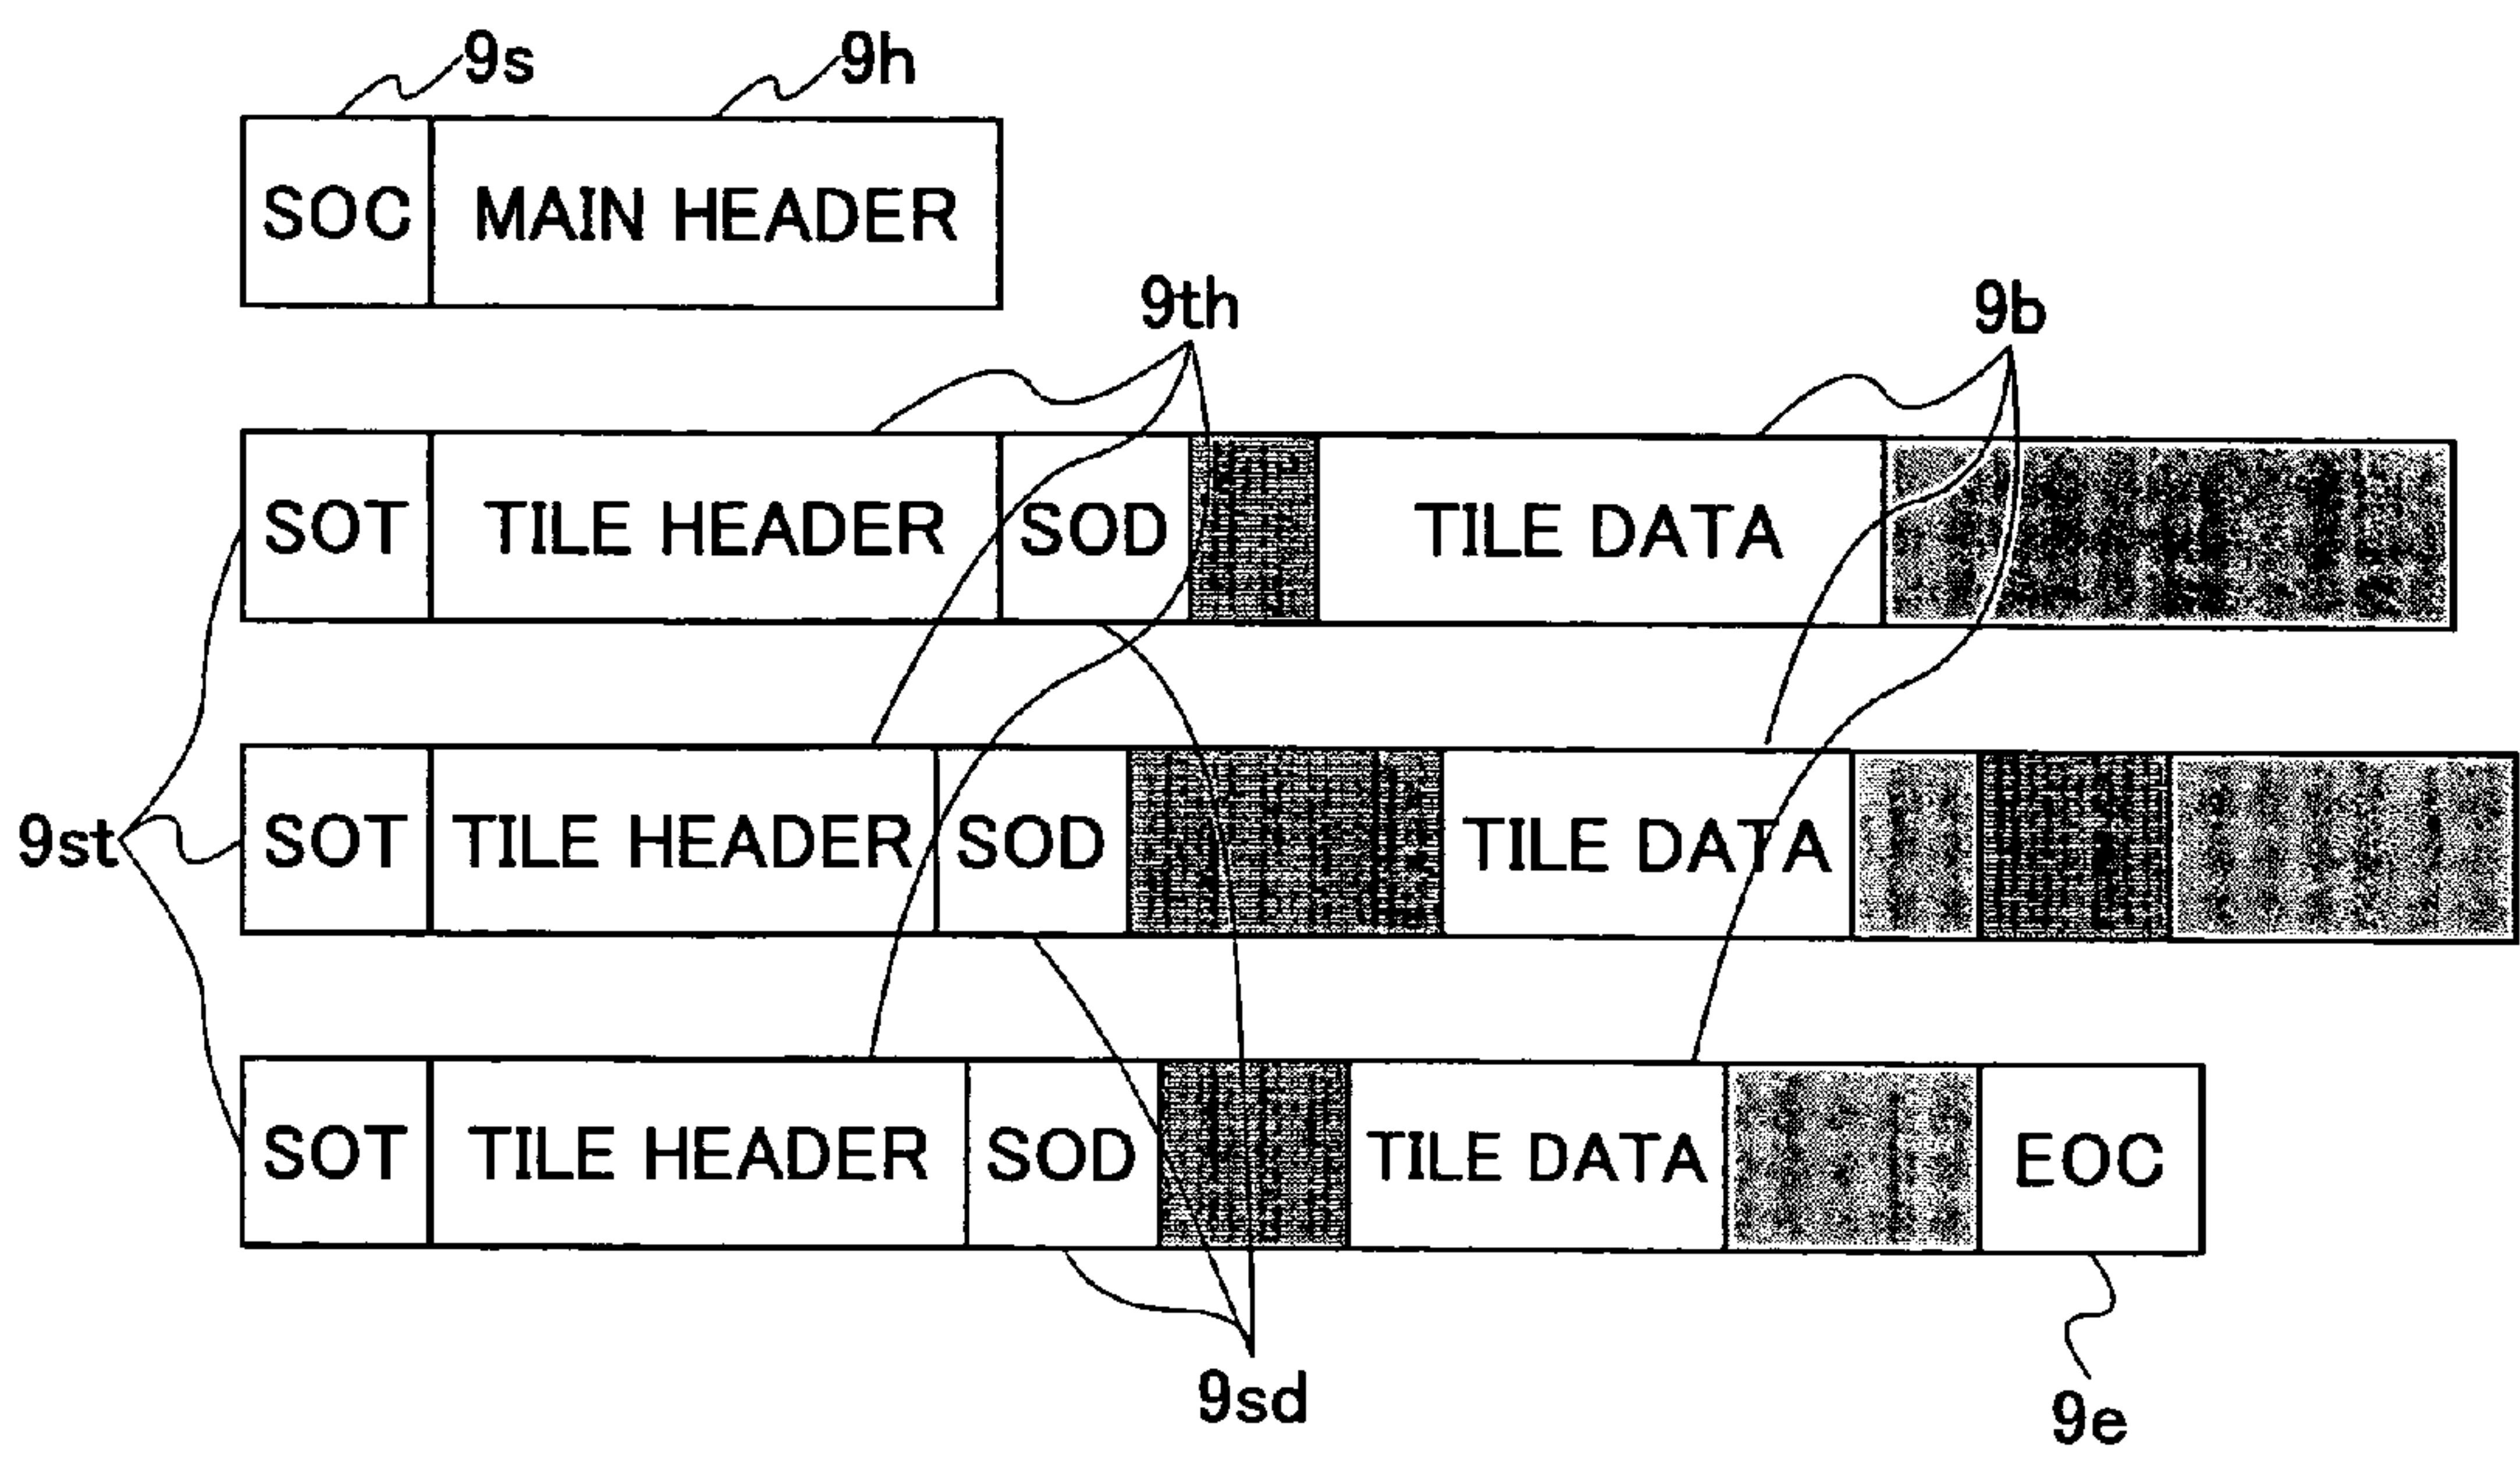 9s 9h
SOC MAIN HEADER
9th 9b
SOT TILE HEADER SOD TILE DATA
9st SOT TILE HEADER SOD TILE DATA
SOT TILE HEADER SOD TILE DATA EOC
9sd 9e